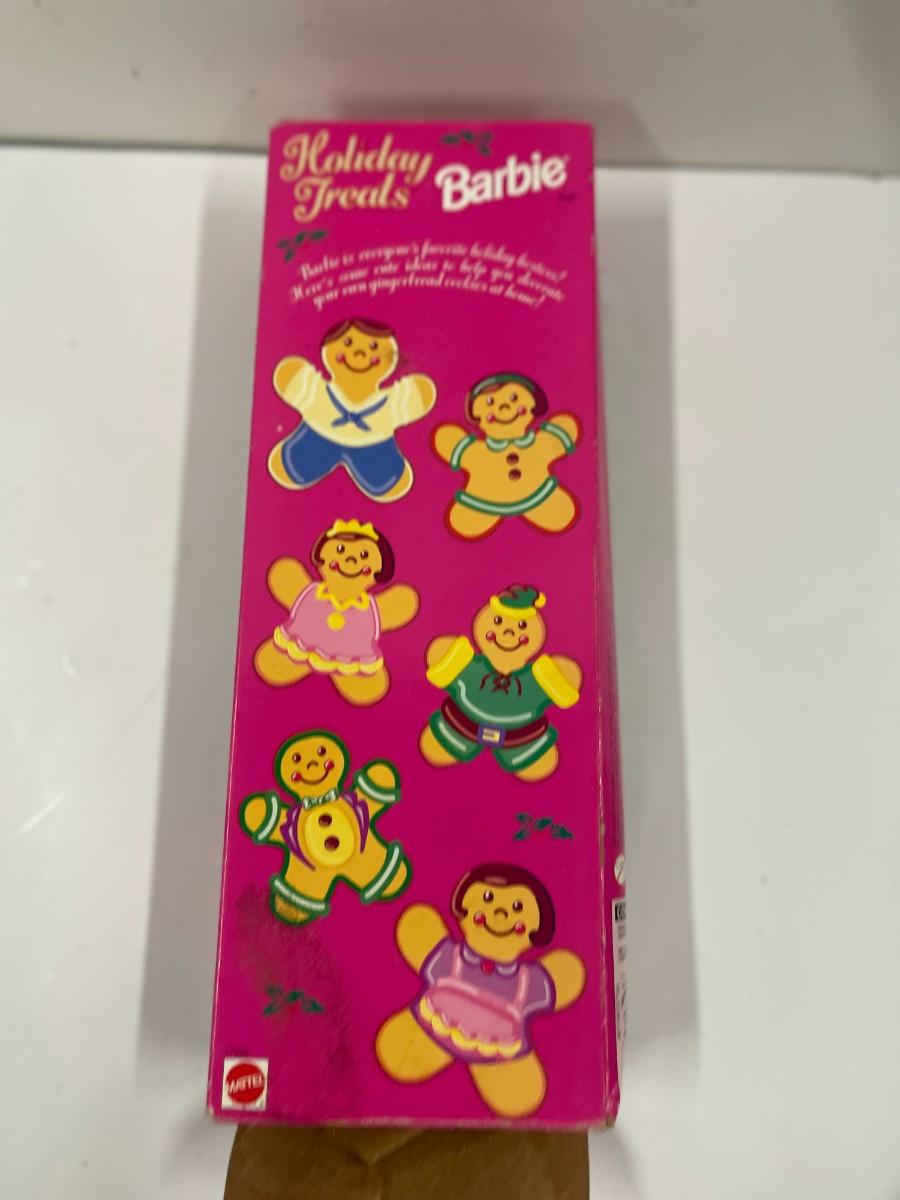 Holiday
Treats
Barbie
Barbie is everyone's favorite holiday hostess!
Here's some cute ideas to help you decorate
your own gingerbread cookies at home!
MATTEL